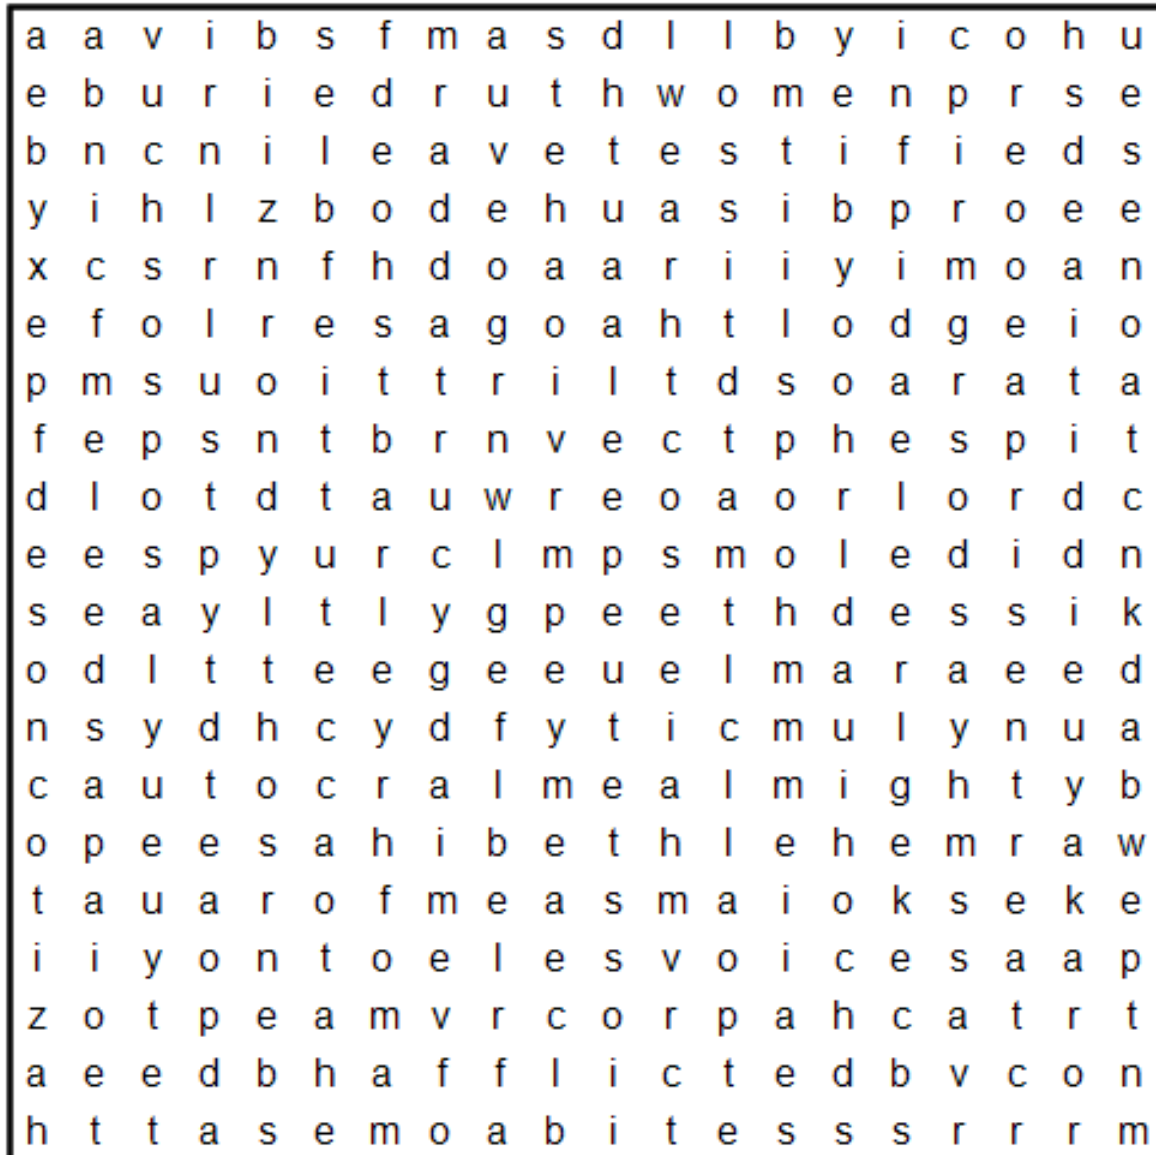 a a v i b s f m a s d l l b y i c o h u
e b u r i e d r u t h w o m e n p r s e
b n c n i l e a v e t e s t i f i e d s
y i h l z b o d e h u a s i b p r o e e
x c s r n f h d o a a r i i y i m o a n
e f o l r e s a g o a h t l o d g e i o
p m s u o i t t r i l t d s o a r a t a
f e p s n t b r n v e c t p h e s p i t
d l o t d t a u w r e o a o r l o r d c
e e s p y u r c l m p s m o l e d i d n
s e a y l t l y g p e e t h d e s s i k
o d l t t e e g e e u e l m a r a e e d
n s y d h c y d f y t i c m u l y n u a
c a u t o c r a l m e a l m i g h t y b
o p e e s a h i b e t h l e h e m r a w
t a u a r o f m e a s m a i o k s e k e
i i y o n t o e l e s v o i c e s a a p
z o t p e a m v r c o r p a h c a t r t
a e e d b h a f f l i c t e d b v c o n
h t t a s e m o a b i t e s s s r r r m